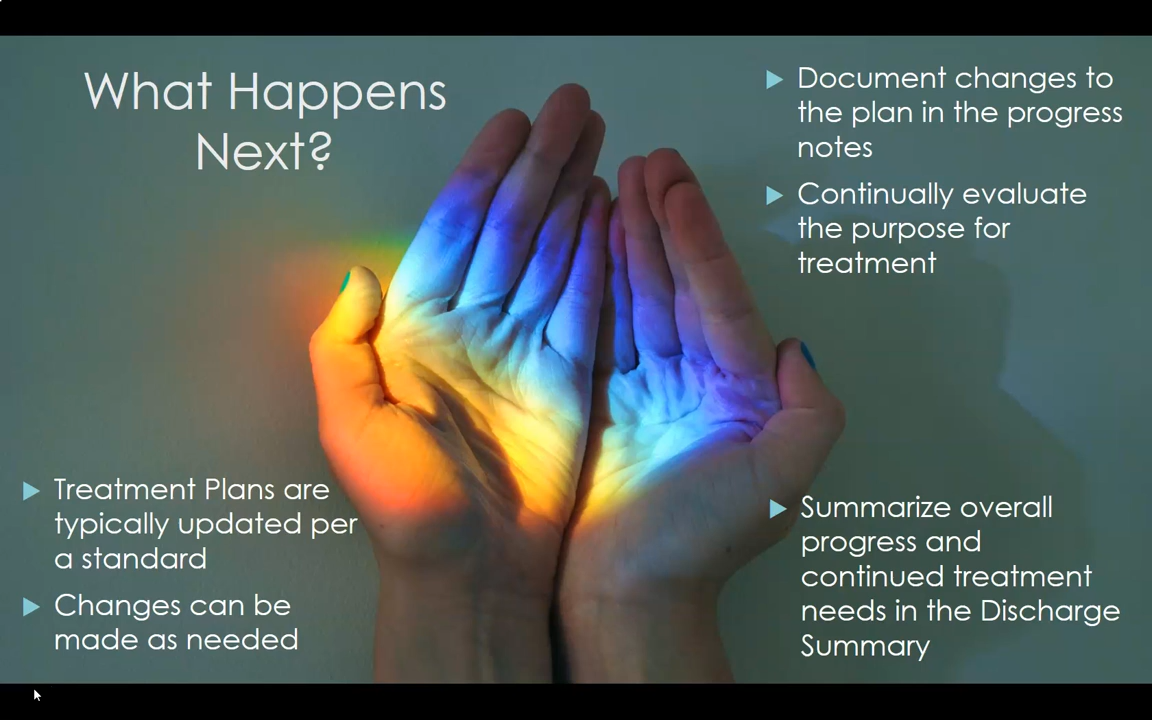 What Happens
Next?
Treatment Plans are
typically updated per
a standard
Changes can be
made as needed
Document changes to
the plan in the progress
notes
Continually evaluate
the purpose for
treatment
Summarize overall
progress and
continued treatment
needs in the Discharge
Summary